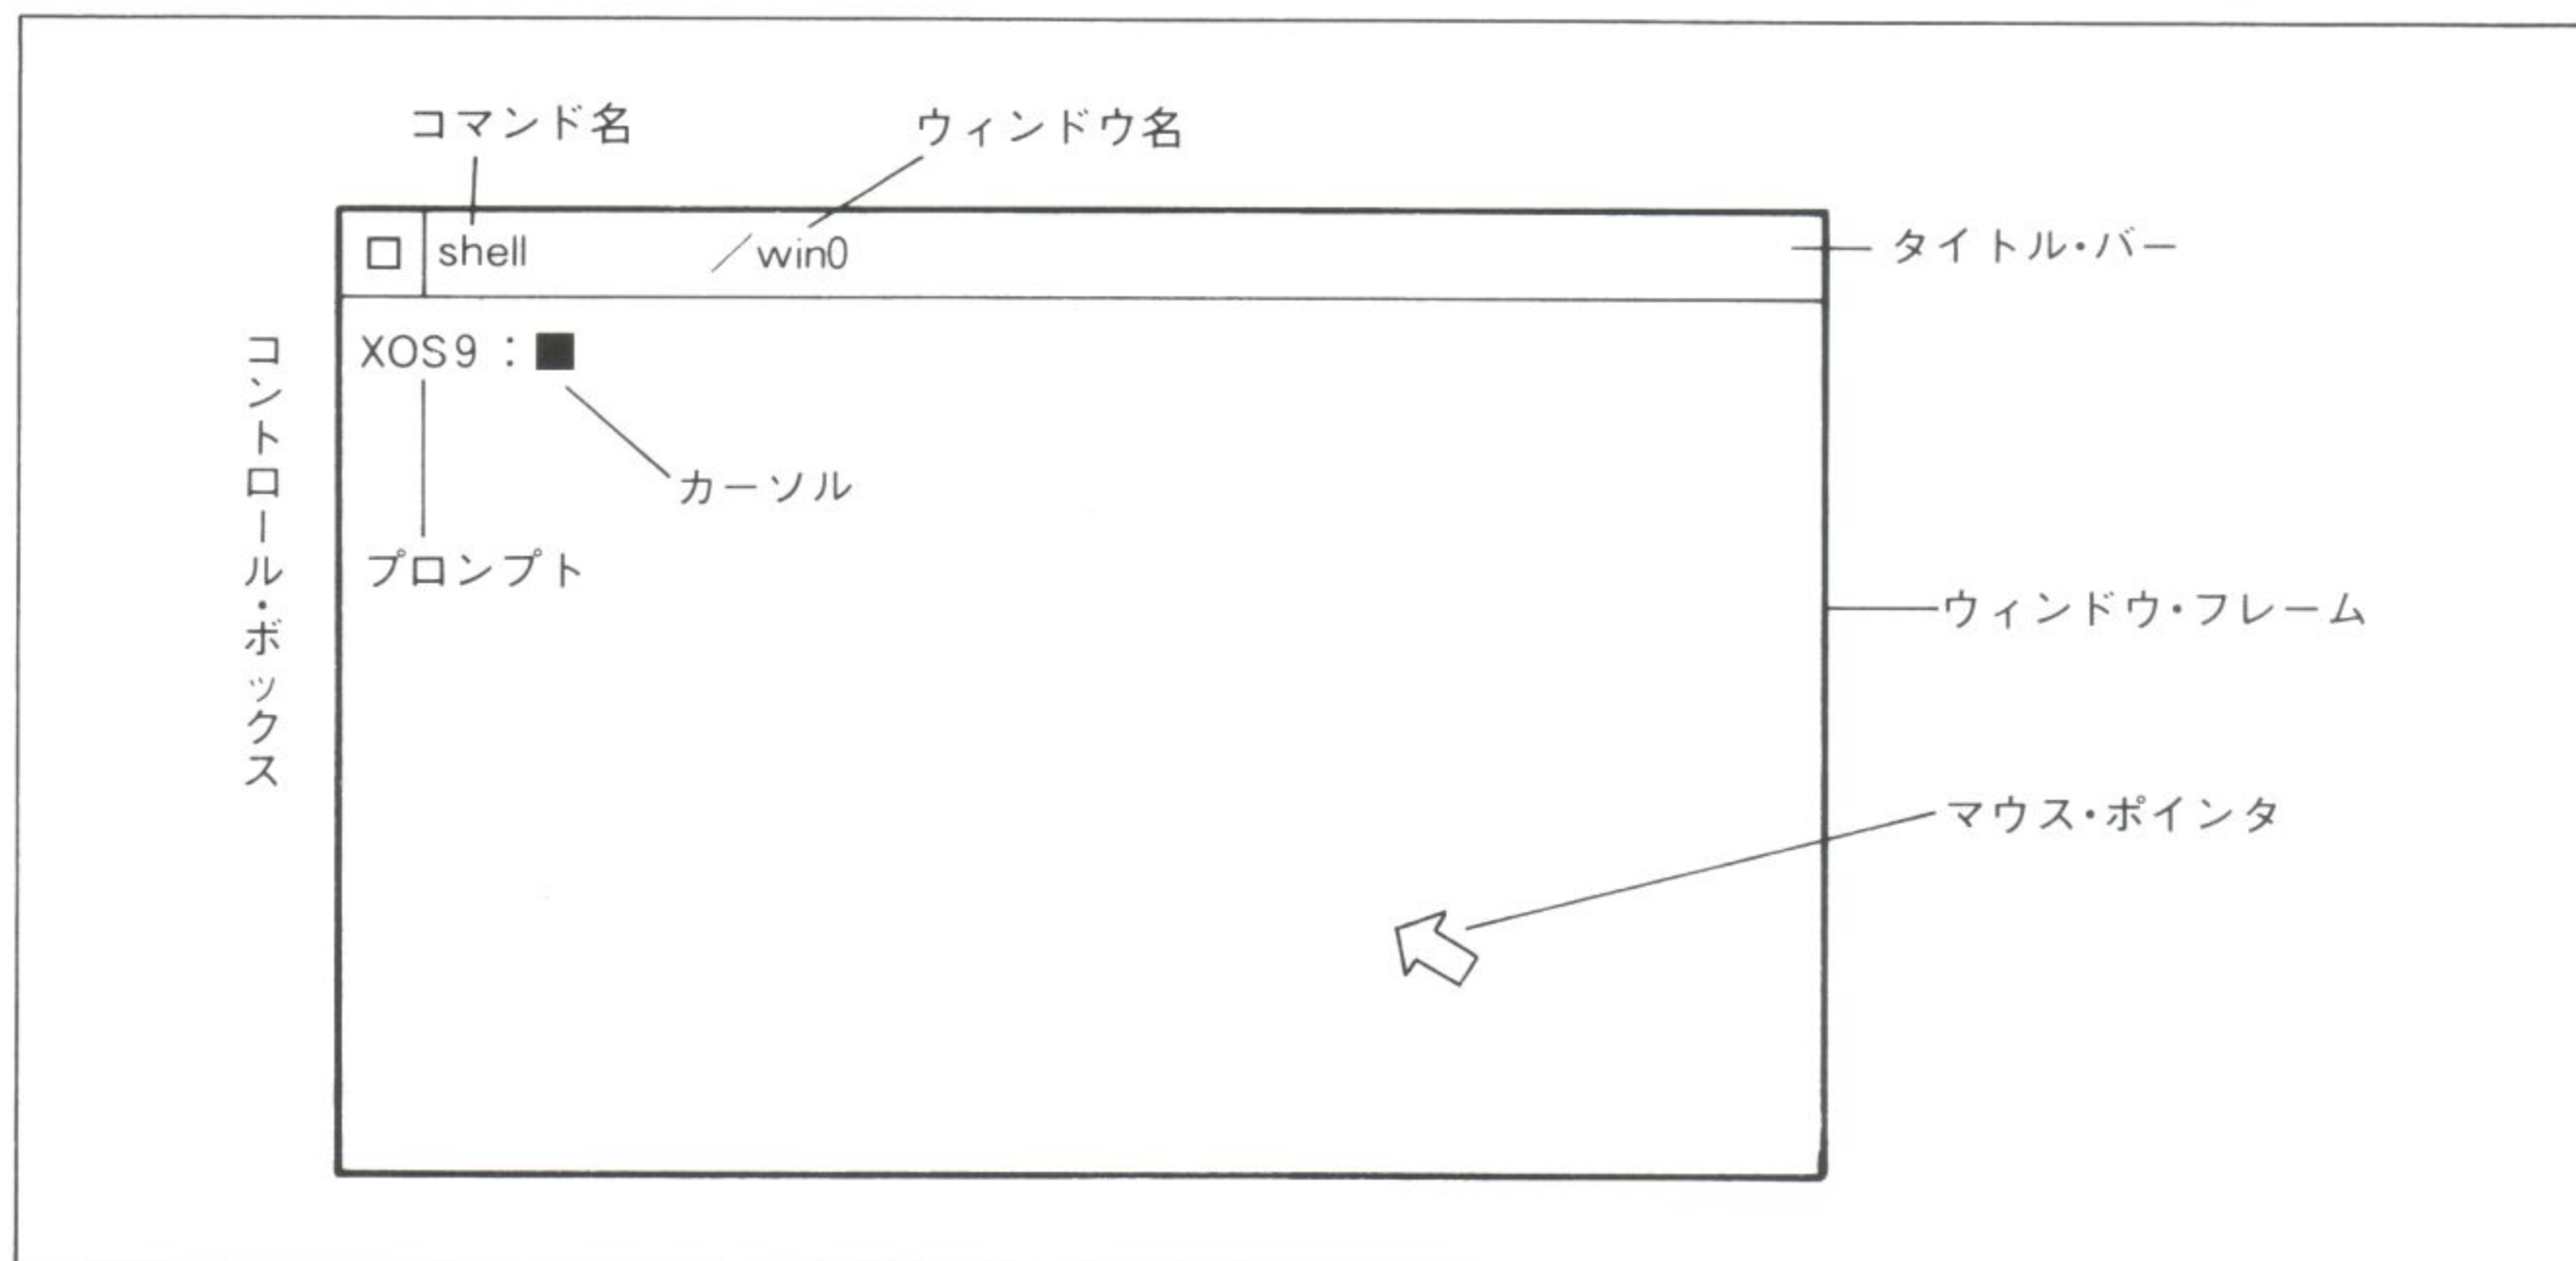 コマンド名
ウィンドウ名
shell
/win0
タイトル・バー
コントロール・ボックス
XOS9:
カーソル
プロンプト
ウィンドウ・フレーム
マウス・ポインタ